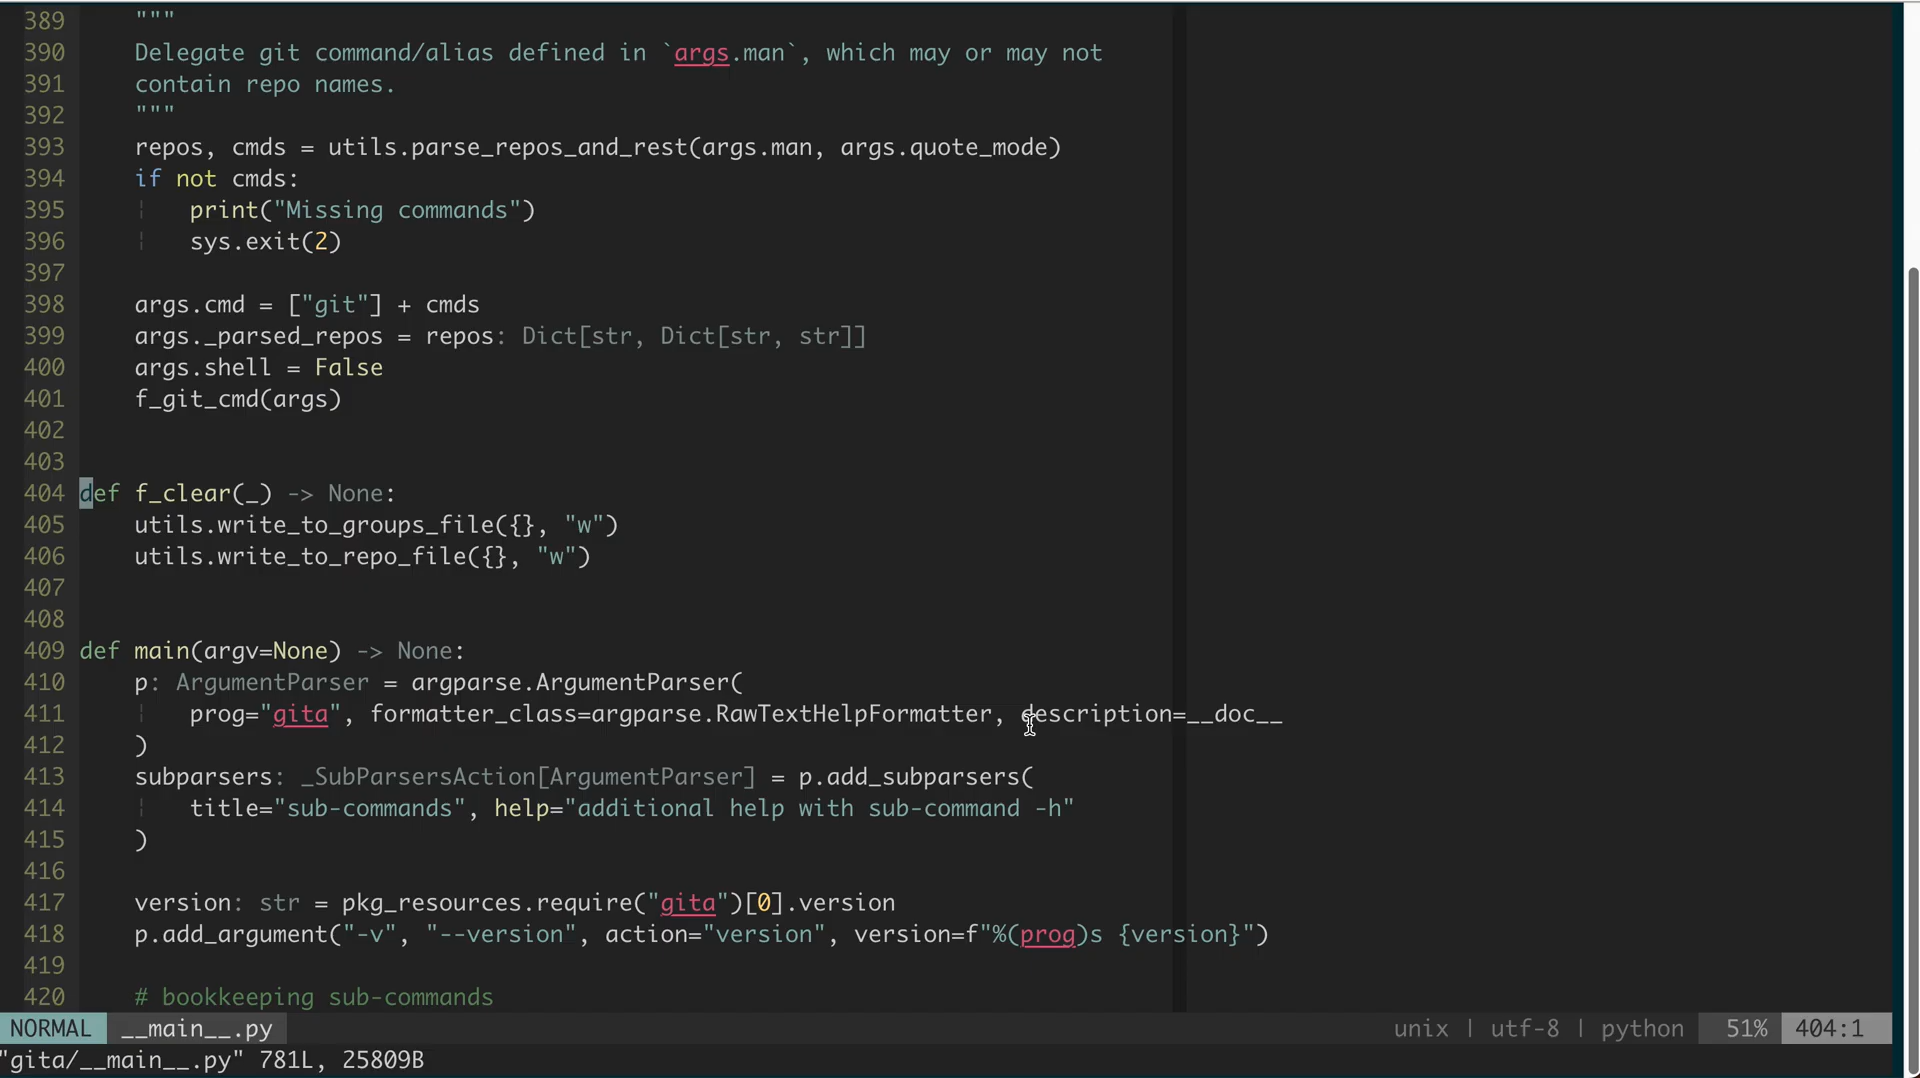 389     """
390     Delegate git command/alias defined in `args.man`, which may or may not
391     contain repo names.
392     """
393     repos, cmds = utils.parse_repos_and_rest(args.man, args.quote_mode)
394     if not cmds:
395     ¦   print("Missing commands")
396     ¦   sys.exit(2)
397
398     args.cmd = ["git"] + cmds
399     args._parsed_repos = repos: Dict[str, Dict[str, str]]
400     args.shell = False
401     f_git_cmd(args)
402
403
404 def f_clear(_) -> None:
405     utils.write_to_groups_file({}, "w")
406     utils.write_to_repo_file({}, "w")
407
408
409 def main(argv=None) -> None:
410     p: ArgumentParser = argparse.ArgumentParser(
411     ¦   prog="gita", formatter_class=argparse.RawTextHelpFormatter, description=__doc__
412     )
413     subparsers: _SubParsersAction[ArgumentParser] = p.add_subparsers(
414     ¦   title="sub-commands", help="additional help with sub-command -h"
415     )
416
417     version: str = pkg_resources.require("gita")[0].version
418     p.add_argument("-v", "--version", action="version", version=f"%(prog)s {version}")
419
420     # bookkeeping sub-commands
NORMAL __main__.py unix | utf-8 | python 51% 404:1
"gita/__main__.py" 781L, 25809B